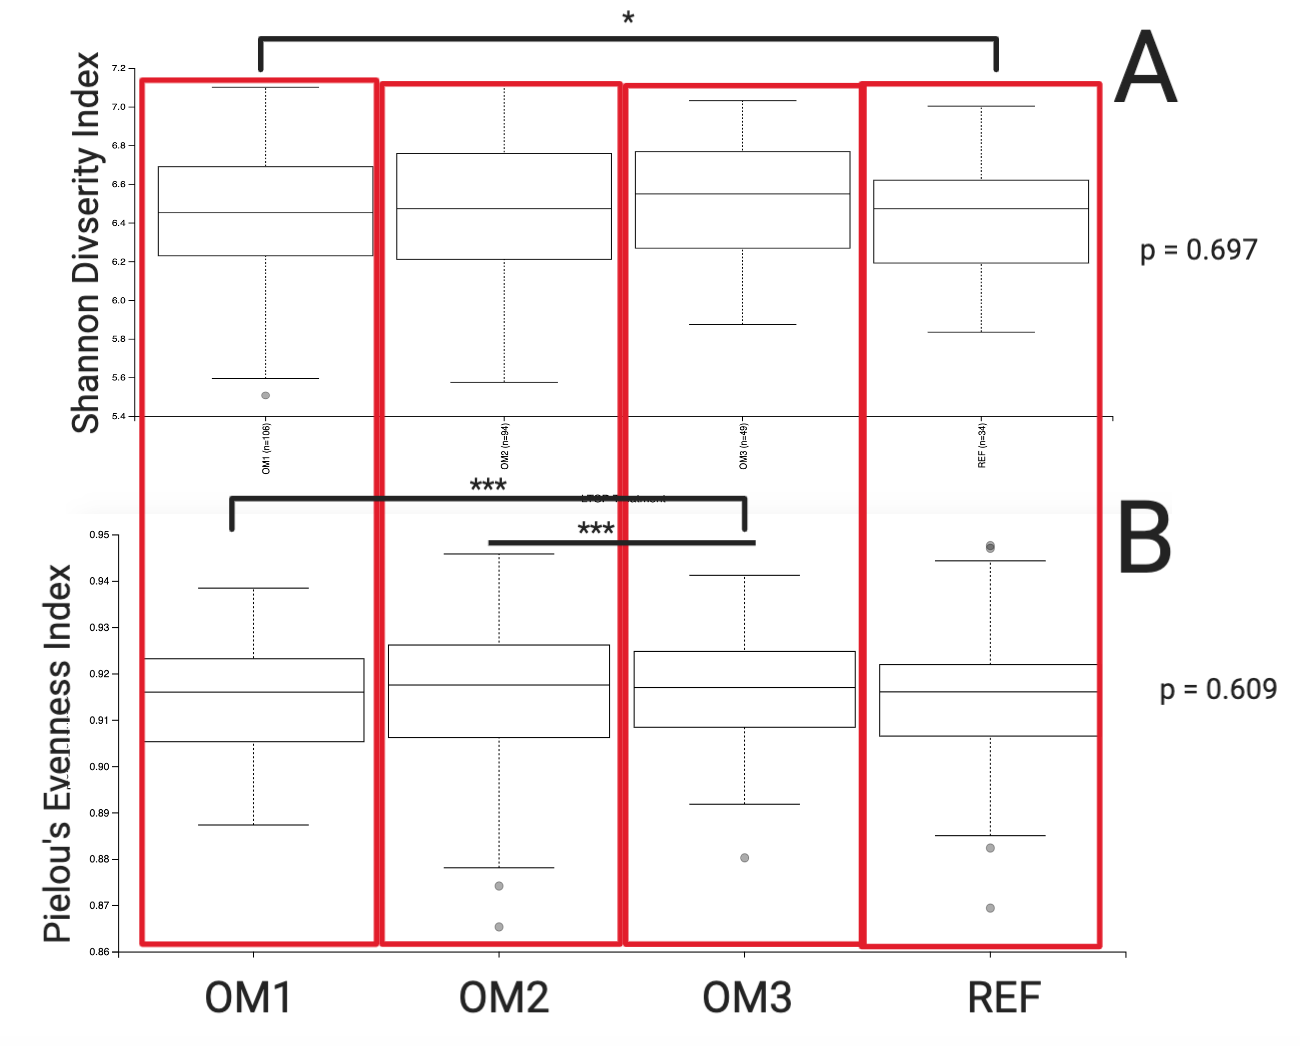 *
A
Shannon Divserity Index
7.2
7.0
6.8
6.6
6.4
6.2
6.0
5.8
5.6
5.4
p = 0.697
OM1 (n=106)
OM2 (n=94)
OM3 (n=49)
REF (n=34)
***
***
B
Pielou's Evenness Index
0.95
0.94
0.93
0.92
0.91
0.90
0.89
0.88
0.87
0.86
p = 0.609
OM1 OM2 OM3 REF